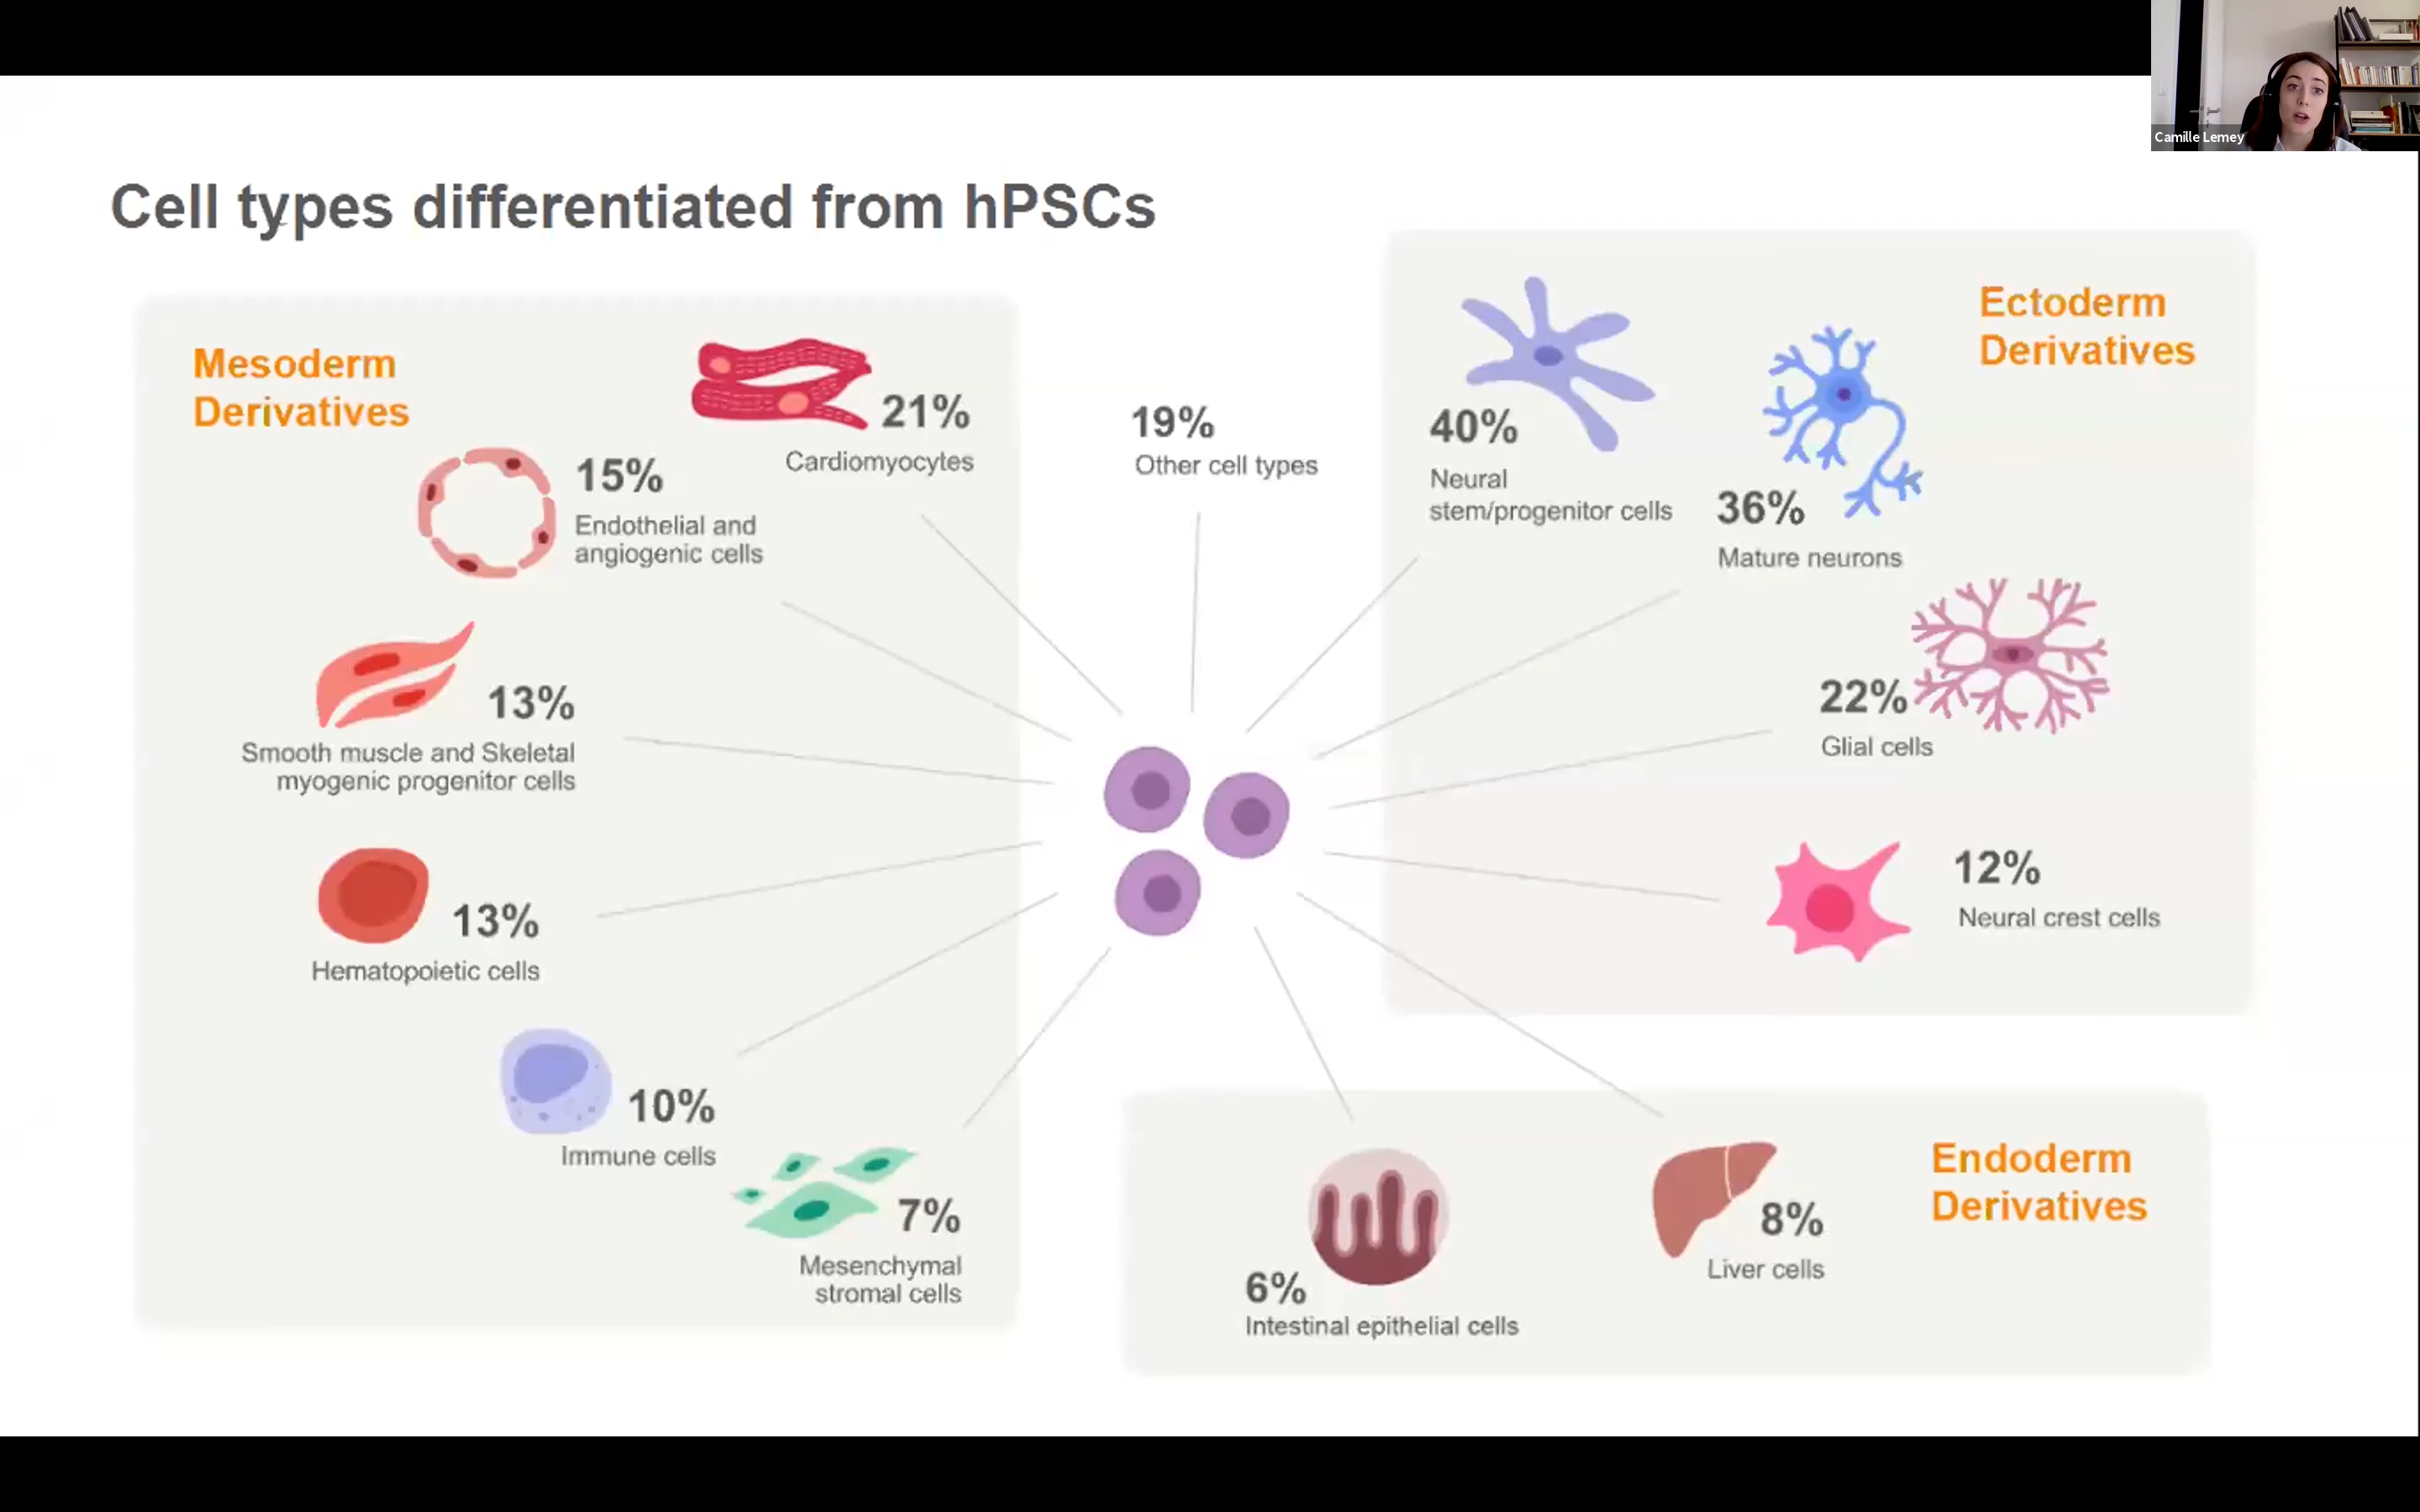 Camille Lemey
Cell types differentiated from hPSCs
Mesoderm
Derivatives
21%
Cardiomyocytes
15%
Endothelial and
angiogenic cells
13%
Smooth muscle and Skeletal
myogenic progenitor cells
13%
Hematopoietic cells
10%
Immune cells
7%
Mesenchymal
stromal cells
19%
Other cell types
Ectoderm
Derivatives
40%
Neural
stem/progenitor cells
36%
Mature neurons
22%
Glial cells
12%
Neural crest cells
Endoderm
Derivatives
6%
Intestinal epithelial cells
8%
Liver cells